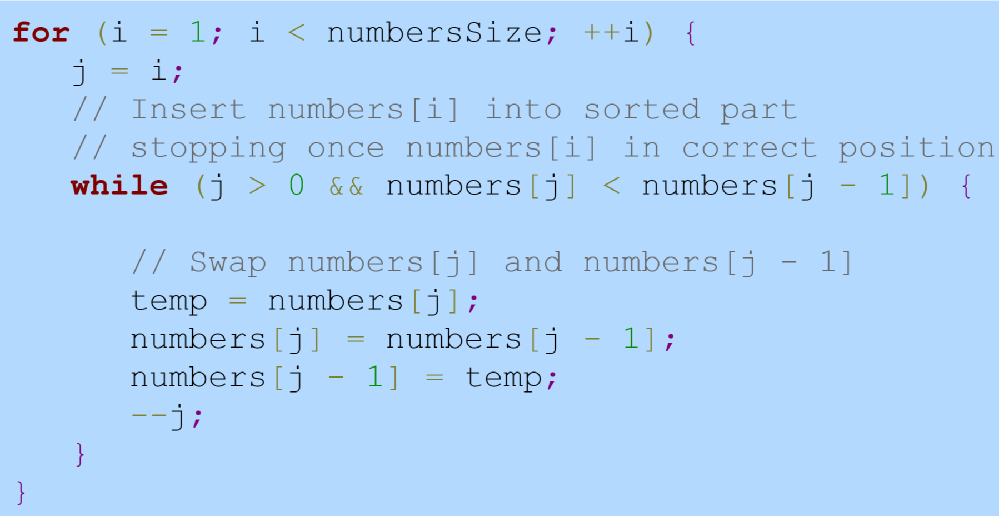 for (i = 1; i < numbersSize; ++i) {
   j = i;
   // Insert numbers[i] into sorted part
   // stopping once numbers[i] in correct position
   while (j > 0 && numbers[j] < numbers[j - 1]) {

      // Swap numbers[j] and numbers[j - 1]
      temp = numbers[j];
      numbers[j] = numbers[j - 1];
      numbers[j - 1] = temp;
      --j;
   }
}